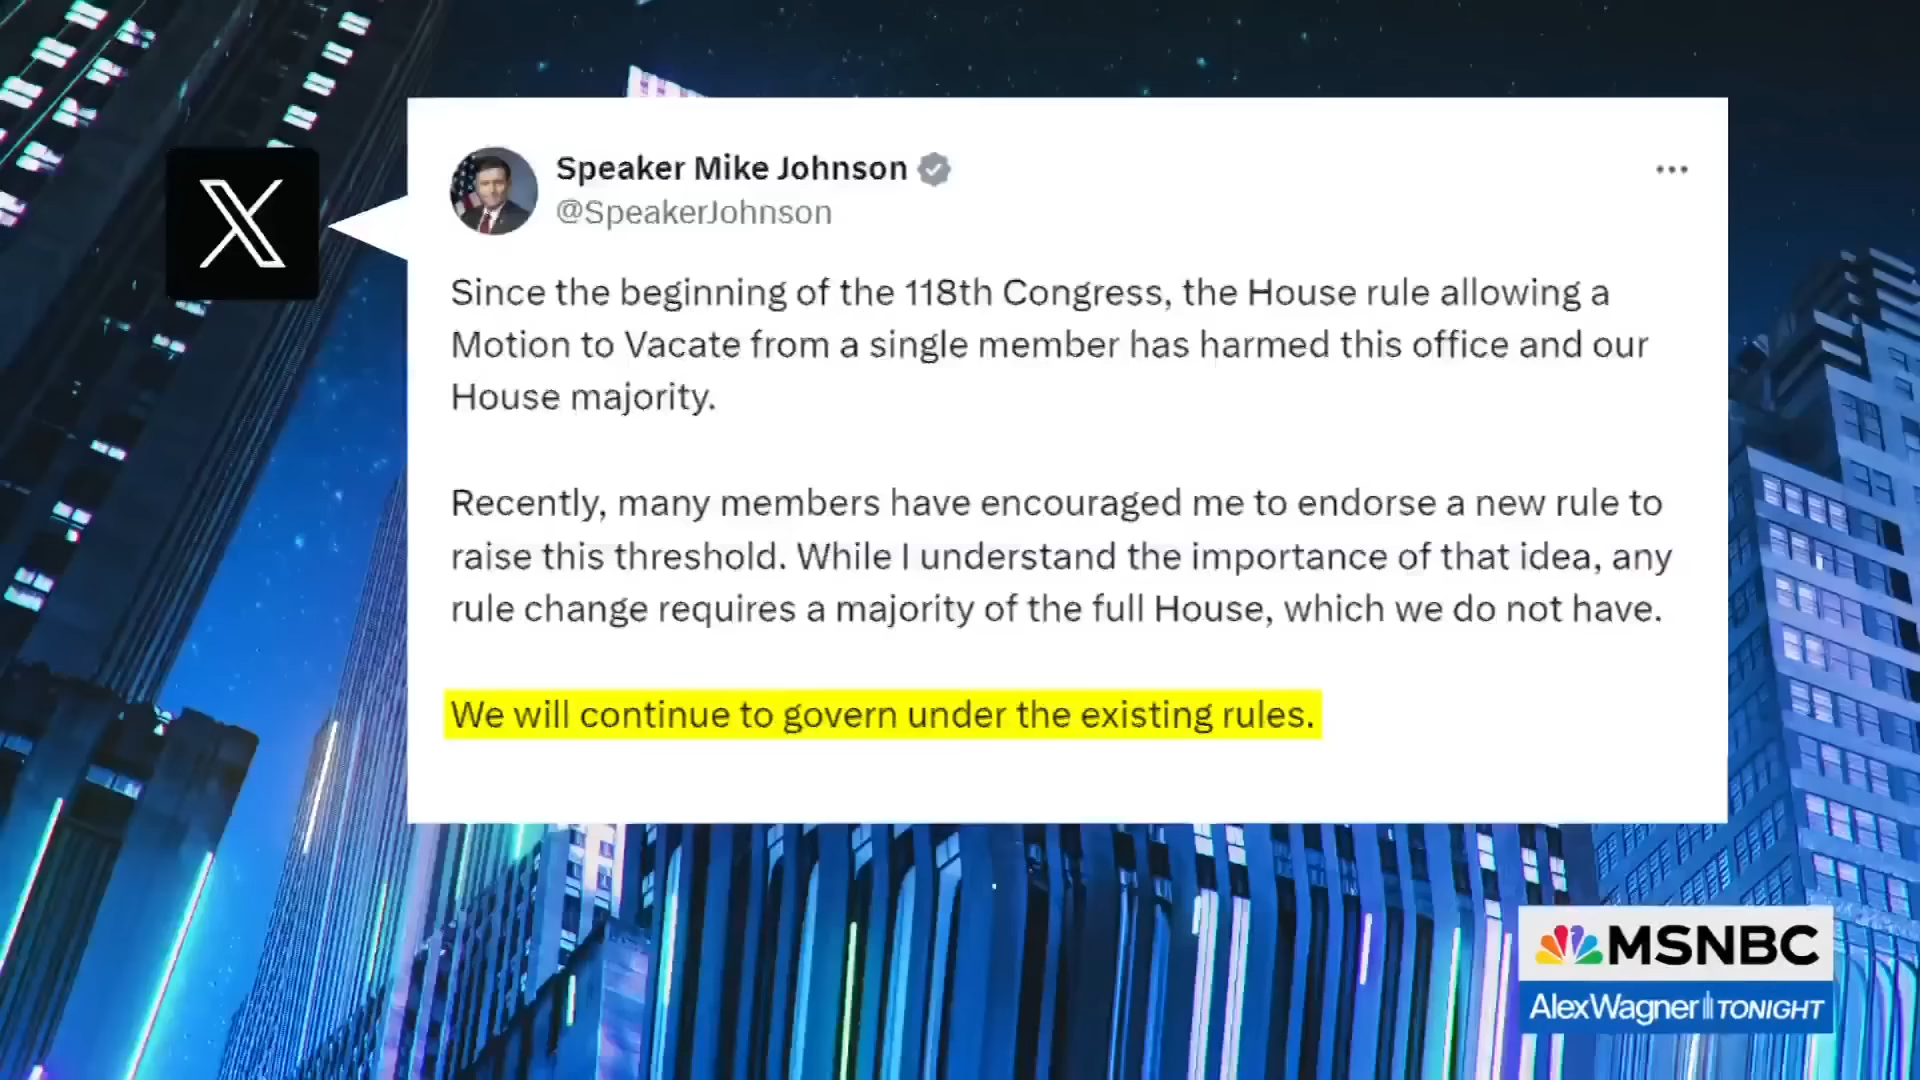 Speaker Mike Johnson
@SpeakerJohnson
Since the beginning of the 118th Congress, the House rule allowing a
Motion to Vacate from a single member has harmed this office and our
House majority.
Recently, many members have encouraged me to endorse a new rule to
raise this threshold. While I understand the importance of that idea, any
rule change requires a majority of the full House, which we do not have.
We will continue to govern under the existing rules.
MSNBC
Alex Wagner TONIGHT